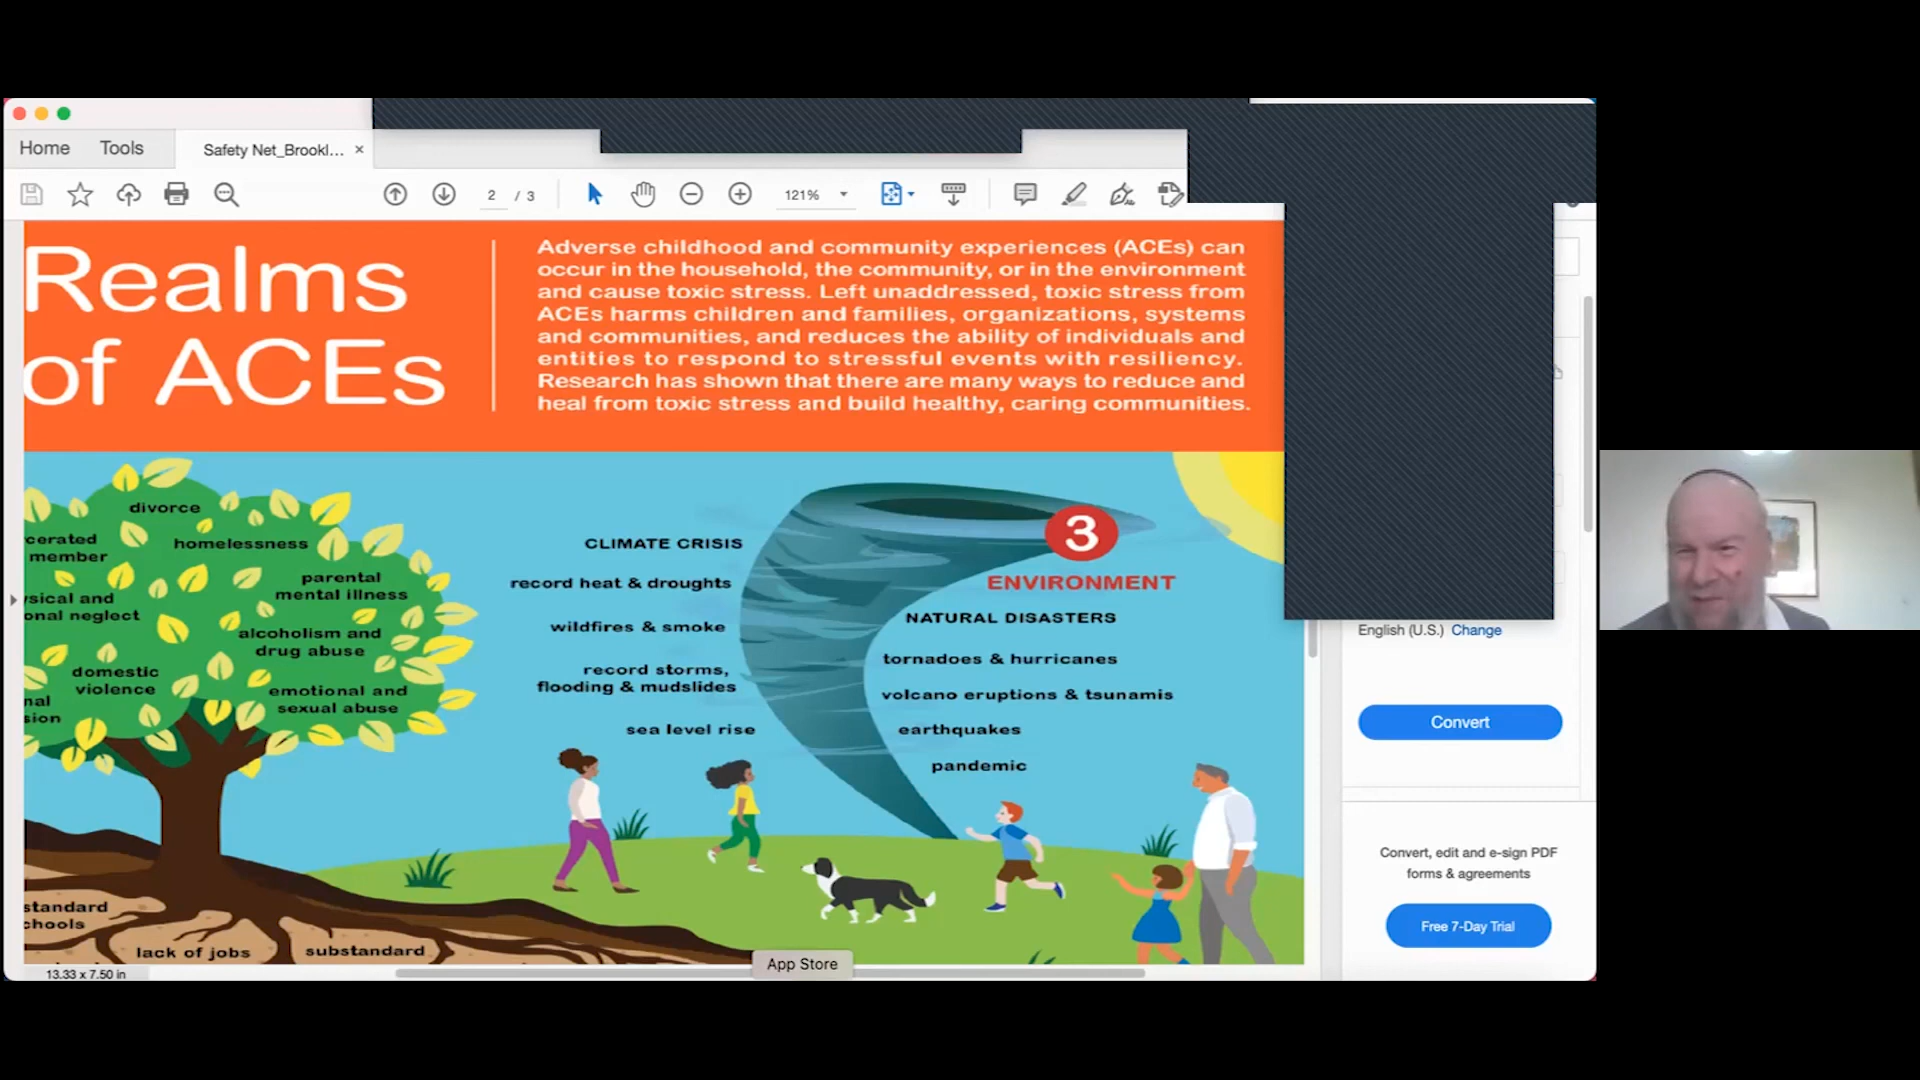 Home
Tools
Safety Net_Brookl...
2 / 3
121%
Realms
of ACEs
Adverse childhood and community experiences (ACEs) can
occur in the household, the community, or in the environment
and cause toxic stress. Left unaddressed, toxic stress from
ACEs harms children and families, organizations, systems
and communities, and reduces the ability of individuals and
entities to respond to stressful events with resiliency.
Research has shown that there are many ways to reduce and
heal from toxic stress and build healthy, caring communities.
divorce
cerated
member
homelessness
parental
mental illness
sical and
onal neglect
alcoholism and
drug abuse
domestic
violence
emotional and
sexual abuse
nal
sion
CLIMATE CRISIS
record heat & droughts
wildfires & smoke
record storms,
flooding & mudslides
sea level rise
3
ENVIRONMENT
NATURAL DISASTERS
tornadoes & hurricanes
volcano eruptions & tsunamis
earthquakes
pandemic
standard
chools
lack of jobs
substandard
App Store
13.33 x 7.50 in
English (U.S.) Change
Convert
Convert, edit and e-sign PDF
forms & agreements
Free 7-Day Trial